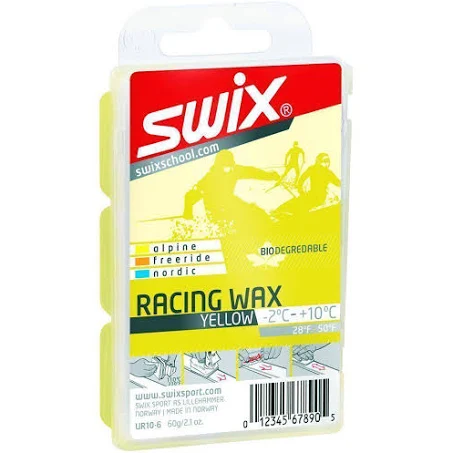 SWIX®
swixschool.com
alpine
freeride
nordic
BIODEGREDABLE
RACING WAX
YELLOW -2°C- +10°C
28°F 50°F
www.swixsport.com
SWIX SPORT AS LILLEHAMMER,
NORWAY | MADE IN NORWAY
UR10-6 60g/2.1 oz.
0 12345 67890 5